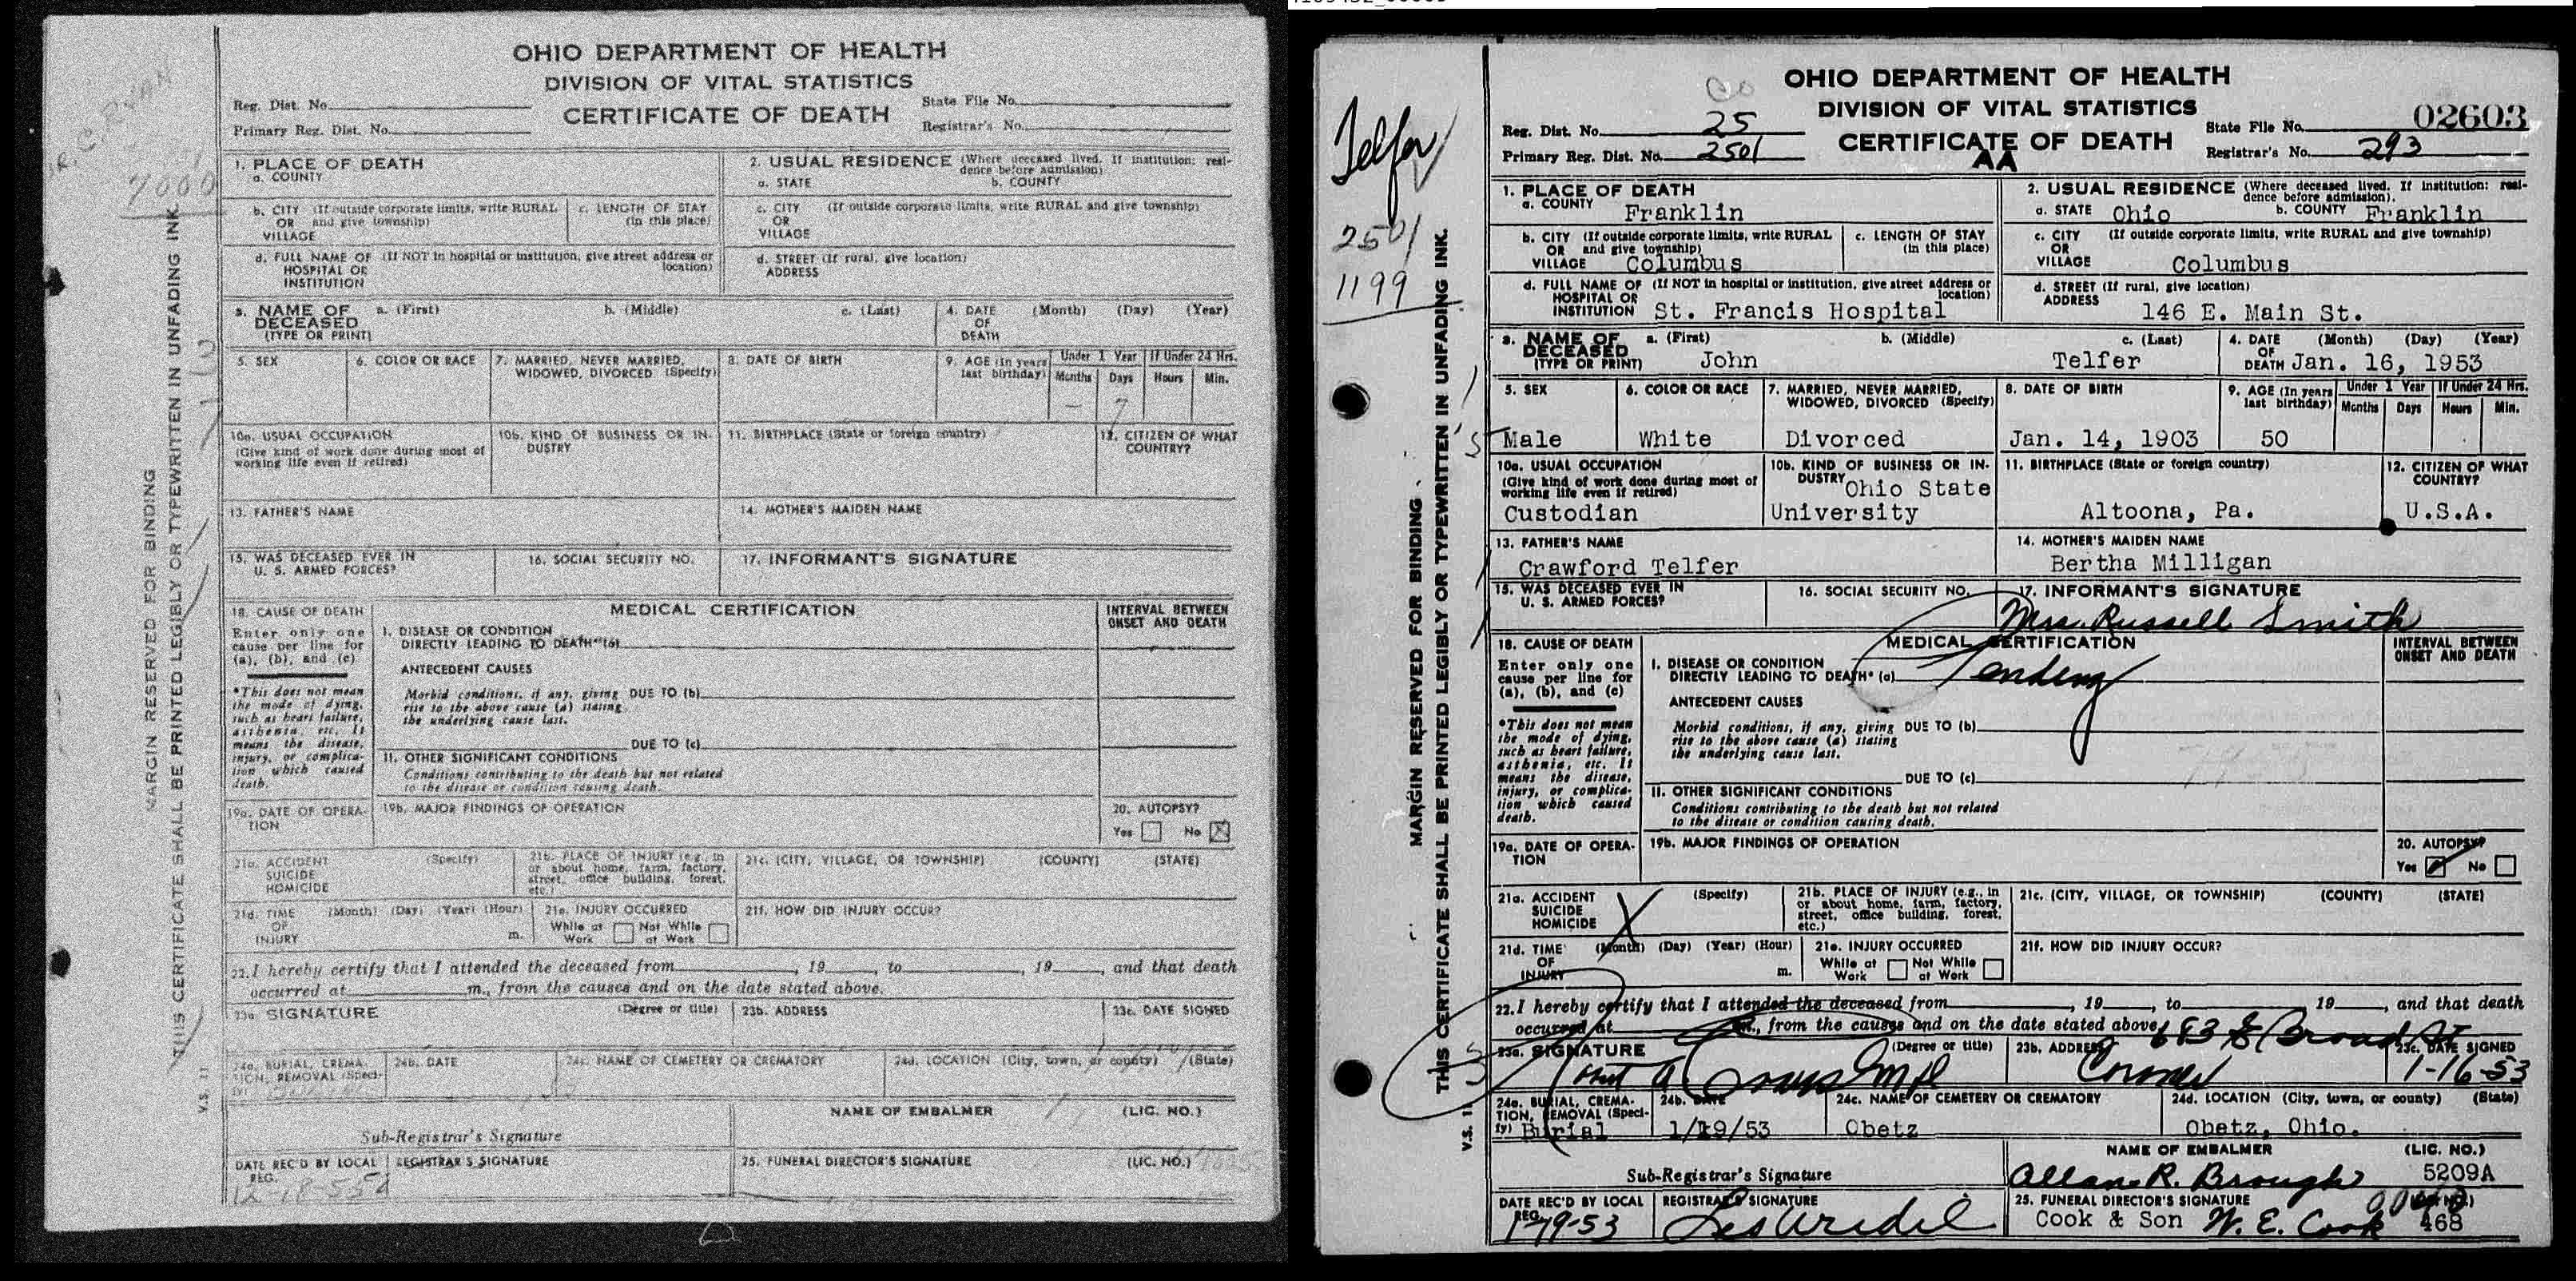 OHIO DEPARTMENT OF HEALTH
DIVISION OF VITAL STATISTICS
CERTIFICATE OF DEATH
Reg. Dist. No.
Primary Reg. Dist. No.
State File No.
Registrar's No.
7000
1. PLACE OF DEATH
a. COUNTY
2. USUAL RESIDENCE (Where deceased lived. If institution: residence before admission)
a. STATE b. COUNTY
b. CITY (If outside corporate limits, write RURAL
OR and give township)
VILLAGE
c. LENGTH OF STAY
(in this place)
c. CITY (If outside corporate limits, write RURAL and give township)
OR
VILLAGE
d. FULL NAME OF (If NOT in hospital or institution, give street address or
HOSPITAL OR location)
INSTITUTION
d. STREET (If rural, give location)
ADDRESS
3. NAME OF a. (First) b. (Middle) c. (Last)
DECEASED
(TYPE OR PRINT)
4. DATE (Month) (Day) (Year)
OF
DEATH
5. SEX
6. COLOR OR RACE
7. MARRIED, NEVER MARRIED,
WIDOWED, DIVORCED (Specify)
8. DATE OF BIRTH
9. AGE (In years
last birthday)
Under 1 Year If Under 24 Hrs.
Months Days Hours Min.
7
10a. USUAL OCCUPATION
(Give kind of work done during most of
working life even if retired)
10b. KIND OF BUSINESS OR IN-
DUSTRY
11. BIRTHPLACE (State or foreign country)
12. CITIZEN OF WHAT
COUNTRY?
13. FATHER'S NAME
14. MOTHER'S MAIDEN NAME
15. WAS DECEASED EVER IN
U. S. ARMED FORCES?
16. SOCIAL SECURITY NO.
17. INFORMANT'S SIGNATURE
18. CAUSE OF DEATH
Enter only one
cause per line for
(a), (b), and (c)
*This does not mean
the mode of dying,
such as heart failure,
asthenia, etc. It
means the disease,
injury, or complica-
tion which caused
death.
MEDICAL CERTIFICATION
INTERVAL BETWEEN
ONSET AND DEATH
I. DISEASE OR CONDITION
DIRECTLY LEADING TO DEATH* (a)
ANTECEDENT CAUSES
Morbid conditions, if any, giving DUE TO (b)
rise to the above cause (a) stating
the underlying cause last.
DUE TO (c)
II. OTHER SIGNIFICANT CONDITIONS
Conditions contributing to the death but not related
to the disease or condition causing death.
19a. DATE OF OPERA-
TION
19b. MAJOR FINDINGS OF OPERATION
20. AUTOPSY?
Yes No
21a. ACCIDENT (Specify)
SUICIDE
HOMICIDE
21b. PLACE OF INJURY (e.g., in
or about home, farm, factory,
street, office building, forest,
etc.)
21c. (CITY, VILLAGE, OR TOWNSHIP) (COUNTY) (STATE)
21d. TIME (Month) (Day) (Year) (Hour)
OF
INJURY m.
21e. INJURY OCCURRED
While at Not While
Work at Work
21f. HOW DID INJURY OCCUR?
22. I hereby certify that I attended the deceased from , 19 , to , 19 , and that death
occurred at m., from the causes and on the date stated above.
23a. SIGNATURE (Degree or title)
23b. ADDRESS
23c. DATE SIGNED
24a. BURIAL, CREMA-
TION, REMOVAL (Speci-
fy)
24b. DATE
24c. NAME OF CEMETERY OR CREMATORY
24d. LOCATION (City, town, or county) (State)
Sub-Registrar's Signature
NAME OF EMBALMER (LIC. NO.)
DATE REC'D BY LOCAL
REG.
REGISTRAR'S SIGNATURE
25. FUNERAL DIRECTOR'S SIGNATURE (LIC. NO.)
MARGIN RESERVED FOR BINDING
THIS CERTIFICATE SHALL BE PRINTED LEGIBLY OR TYPEWRITTEN IN UNFADING INK.
V.S. 11
Telfer
2501
1199
OHIO DEPARTMENT OF HEALTH
DIVISION OF VITAL STATISTICS
CERTIFICATE OF DEATH
AA
Reg. Dist. No. 25
Primary Reg. Dist. No. 2501
State File No. 02603
Registrar's No. 293
1. PLACE OF DEATH
a. COUNTY Franklin
2. USUAL RESIDENCE (Where deceased lived. If institution: residence before admission).
a. STATE Ohio b. COUNTY Franklin
b. CITY (If outside corporate limits, write RURAL
OR and give township)
VILLAGE Columbus
c. LENGTH OF STAY
(in this place)
c. CITY (If outside corporate limits, write RURAL and give township)
OR
VILLAGE Columbus
d. FULL NAME OF (If NOT in hospital or institution, give street address or
HOSPITAL OR location)
INSTITUTION St. Francis Hospital
d. STREET (If rural, give location)
ADDRESS 146 E. Main St.
3. NAME OF a. (First) b. (Middle) c. (Last)
DECEASED
(TYPE OR PRINT) John Telfer
4. DATE (Month) (Day) (Year)
OF
DEATH Jan. 16, 1953
5. SEX
Male
6. COLOR OR RACE
White
7. MARRIED, NEVER MARRIED,
WIDOWED, DIVORCED (Specify)
Divorced
8. DATE OF BIRTH
Jan. 14, 1903
9. AGE (In years
last birthday)
50
Under 1 Year If Under 24 Hrs.
Months Days Hours Min.
10a. USUAL OCCUPATION
(Give kind of work done during most of
working life even if retired)
Custodian
10b. KIND OF BUSINESS OR IN-
DUSTRY Ohio State
University
11. BIRTHPLACE (State or foreign country)
Altoona, Pa.
12. CITIZEN OF WHAT
COUNTRY?
U.S.A.
13. FATHER'S NAME
Crawford Telfer
14. MOTHER'S MAIDEN NAME
Bertha Milligan
15. WAS DECEASED EVER IN
U. S. ARMED FORCES?
16. SOCIAL SECURITY NO.
17. INFORMANT'S SIGNATURE
Mrs. Russell Smith
18. CAUSE OF DEATH
Enter only one
cause per line for
(a), (b), and (c)
*This does not mean
the mode of dying,
such as heart failure,
asthenia, etc. It
means the disease,
injury, or complica-
tion which caused
death.
MEDICAL CERTIFICATION
INTERVAL BETWEEN
ONSET AND DEATH
I. DISEASE OR CONDITION
DIRECTLY LEADING TO DEATH* (a) Pending
ANTECEDENT CAUSES
Morbid conditions, if any, giving DUE TO (b)
rise to the above cause (a) stating
the underlying cause last.
DUE TO (c)
II. OTHER SIGNIFICANT CONDITIONS
Conditions contributing to the death but not related
to the disease or condition causing death.
19a. DATE OF OPERA-
TION
19b. MAJOR FINDINGS OF OPERATION
20. AUTOPSY?
Yes No
21a. ACCIDENT (Specify)
SUICIDE
HOMICIDE
21b. PLACE OF INJURY (e.g., in
or about home, farm, factory,
street, office building, forest,
etc.)
21c. (CITY, VILLAGE, OR TOWNSHIP) (COUNTY) (STATE)
21d. TIME (Month) (Day) (Year) (Hour)
OF
INJURY m.
21e. INJURY OCCURRED
While at Not While
Work at Work
21f. HOW DID INJURY OCCUR?
22. I hereby certify that I attended the deceased from , 19 , to , 19 , and that death
occurred at m., from the causes and on the date stated above.
23a. SIGNATURE (Degree or title)
MD
23b. ADDRESS 683 E Broad St
Coroner
23c. DATE SIGNED
1-16-53
24a. BURIAL, CREMA-
TION, REMOVAL (Speci-
fy) Burial
24b. DATE
1/19/53
24c. NAME OF CEMETERY OR CREMATORY
Obetz
24d. LOCATION (City, town, or county) (State)
Obetz, Ohio.
Sub-Registrar's Signature
NAME OF EMBALMER (LIC. NO.)
Allan R. Brough 5209A
DATE REC'D BY LOCAL
REG.
1-19-53
REGISTRAR'S SIGNATURE
25. FUNERAL DIRECTOR'S SIGNATURE (LIC. NO.)
Cook & Son W. E. Cook 468
MARGIN RESERVED FOR BINDING
THIS CERTIFICATE SHALL BE PRINTED LEGIBLY OR TYPEWRITTEN IN UNFADING INK.
V.S. 11